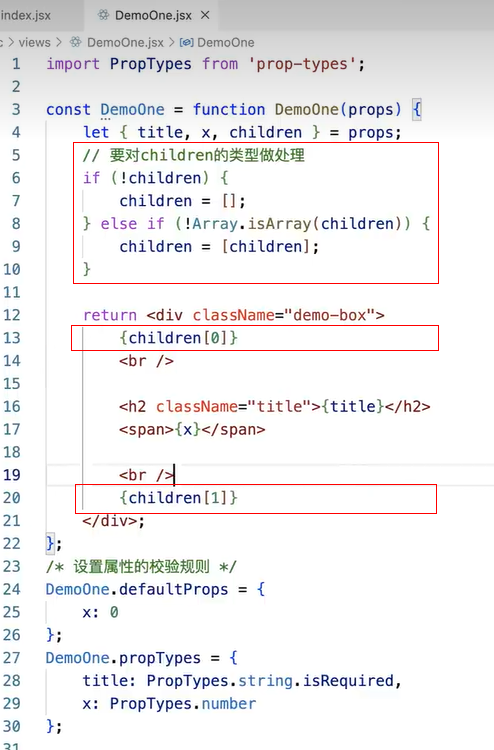 index.jsx DemoOne.jsx ×
c > views > DemoOne.jsx > DemoOne
1 import PropTypes from 'prop-types';
2
3 const DemoOne = function DemoOne(props) {
4 let { title, x, children } = props;
5 // 要对children的类型做处理
6 if (!children) {
7 children = [];
8 } else if (!Array.isArray(children)) {
9 children = [children];
10 }
11
12 return <div className="demo-box">
13 {children[0]}
14 <br />
15
16 <h2 className="title">{title}</h2>
17 <span>{x}</span>
18
19 <br />
20 {children[1]}
21 </div>;
22 };
23 /* 设置属性的校验规则 */
24 DemoOne.defaultProps = {
25 x: 0
26 };
27 DemoOne.propTypes = {
28 title: PropTypes.string.isRequired,
29 x: PropTypes.number
30 };
31